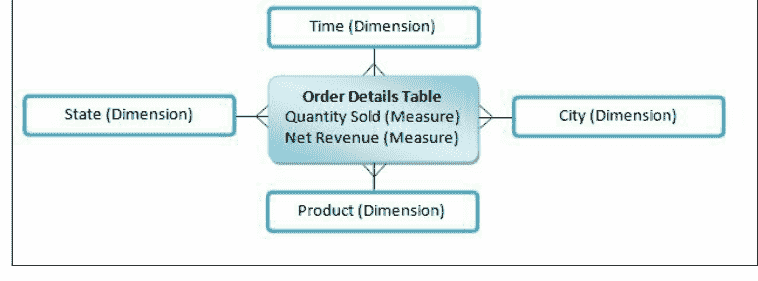 Time (Dimension)
Order Details Table
State (Dimension)
Quantity Sold (Measure)
City (Dimension)
Net Revenue (Measure)
Product (Dimension)